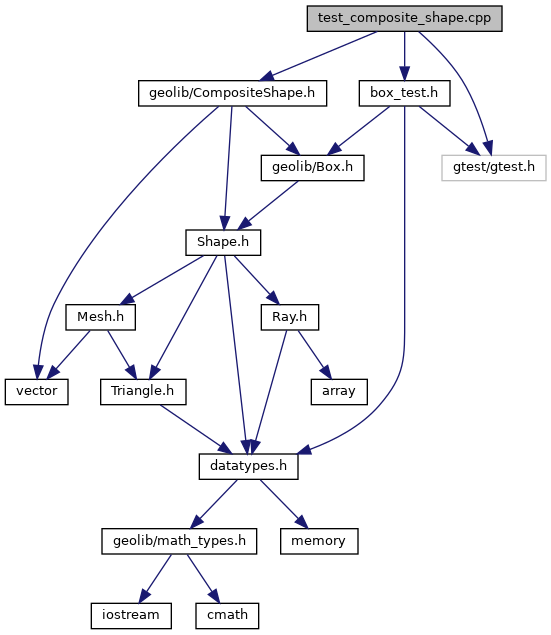 test_composite_shape.cpp
geolib/CompositeShape.h
box_test.h
geolib/Box.h
gtest/gtest.h
Shape.h
Mesh.h
Ray.h
vector
Triangle.h
array
datatypes.h
geolib/math_types.h
memory
iostream
cmath